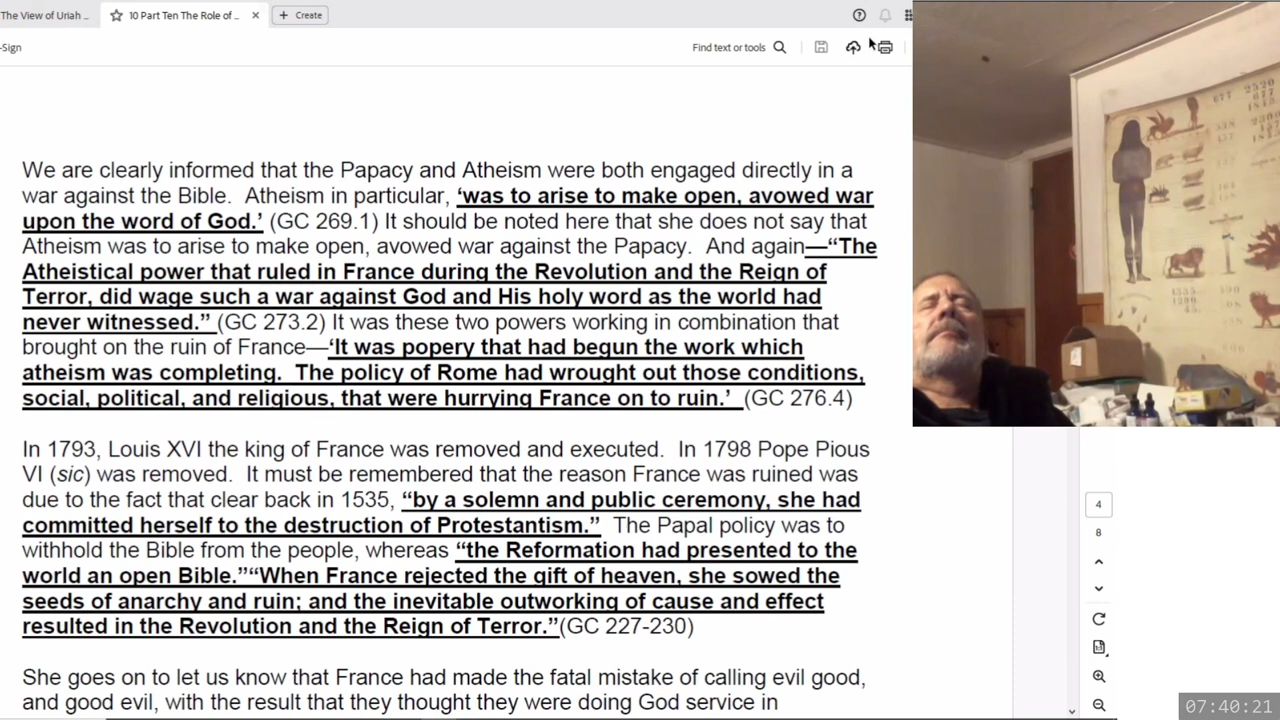 The View of Uriah ...
10 Part Ten The Role of ...
Create
-Sign
Find text or tools
We are clearly informed that the Papacy and Atheism were both engaged directly in a
war against the Bible. Atheism in particular, ‘was to arise to make open, avowed war
upon the word of God.’ (GC 269.1) It should be noted here that she does not say that
Atheism was to arise to make open, avowed war against the Papacy. And again—“The
Atheistical power that ruled in France during the Revolution and the Reign of
Terror, did wage such a war against God and His holy word as the world had
never witnessed.” (GC 273.2) It was these two powers working in combination that
brought on the ruin of France—‘It was popery that had begun the work which
atheism was completing. The policy of Rome had wrought out those conditions,
social, political, and religious, that were hurrying France on to ruin.’ (GC 276.4)
In 1793, Louis XVI the king of France was removed and executed. In 1798 Pope Pious
VI (sic) was removed. It must be remembered that the reason France was ruined was
due to the fact that clear back in 1535, “by a solemn and public ceremony, she had
committed herself to the destruction of Protestantism.” The Papal policy was to
withhold the Bible from the people, whereas “the Reformation had presented to the
world an open Bible.”“When France rejected the gift of heaven, she sowed the
seeds of anarchy and ruin; and the inevitable outworking of cause and effect
resulted in the Revolution and the Reign of Terror.”(GC 227-230)
She goes on to let us know that France had made the fatal mistake of calling evil good,
and good evil, with the result that they thought they were doing God service in
677
2520
677
4
8
07:40:21